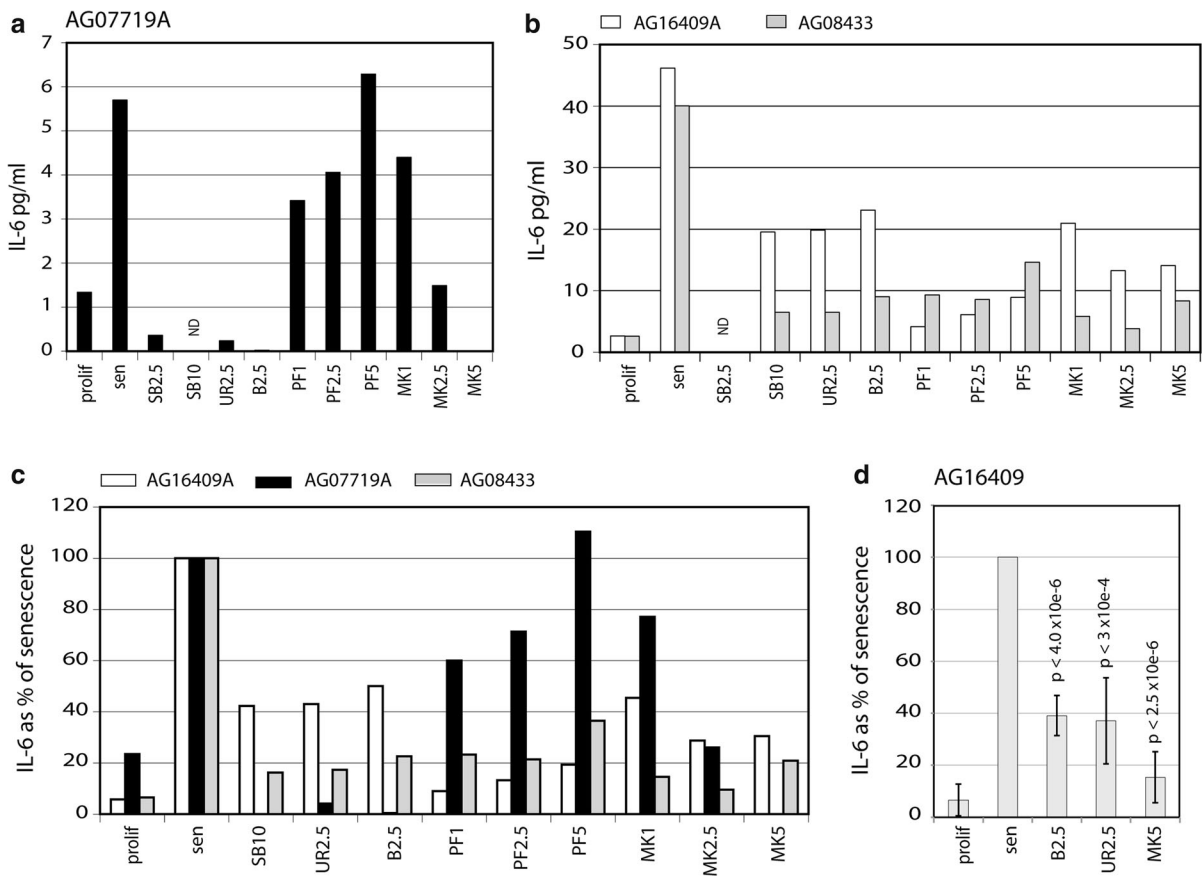 a AG07719A
IL-6 pg/ml
7
6
5
4
3
2
1
0
ND
prolif sen SB2.5 SB10 UR2.5 B2.5 PF1 PF2.5 PF5 MK1 MK2.5 MK5
b AG16409A AG08433
IL-6 pg/ml
50
40
30
20
10
0
ND
prolif sen SB2.5 SB10 UR2.5 B2.5 PF1 PF2.5 PF5 MK1 MK2.5 MK5
c AG16409A AG07719A AG08433
IL-6 as % of senescence
120
100
80
60
40
20
0
prolif sen SB10 UR2.5 B2.5 PF1 PF2.5 PF5 MK1 MK2.5 MK5
d AG16409
IL-6 as % of senescence
120
100
80
60
40
20
0
p < 4.0 x10e-6
p < 3 x10e-4
p < 2.5 x10e-6
prolif sen B2.5 UR2.5 MK5